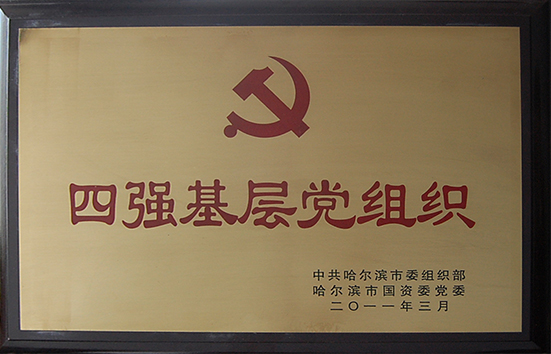 四强基层党组织
中共哈尔滨市委组织部
哈尔滨市国资委党委
二〇一一年三月